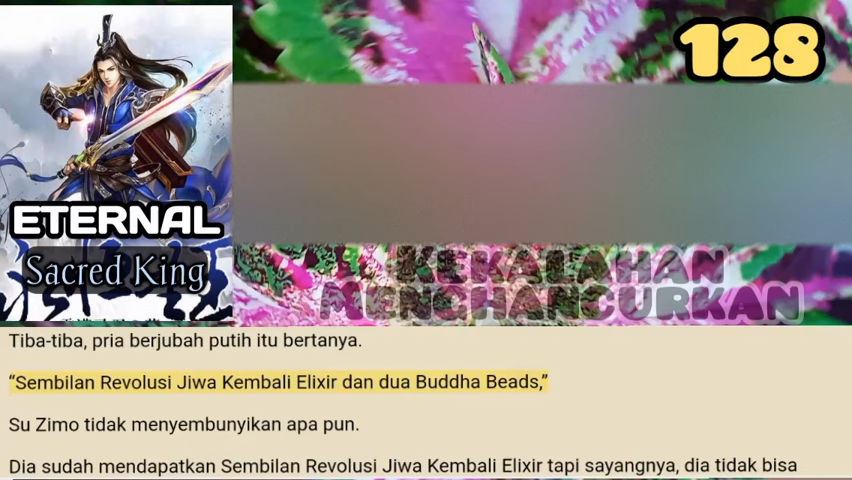 128
ETERNAL
Sacred King
KEKALAHAN
MENGHANCURKAN
Tiba-tiba, pria berjubah putih itu bertanya.
“Sembilan Revolusi Jiwa Kembali Elixir dan dua Buddha Beads,”
Su Zimo tidak menyembunyikan apa pun.
Dia sudah mendapatkan Sembilan Revolusi Jiwa Kembali Elixir tapi sayangnya, dia tidak bisa